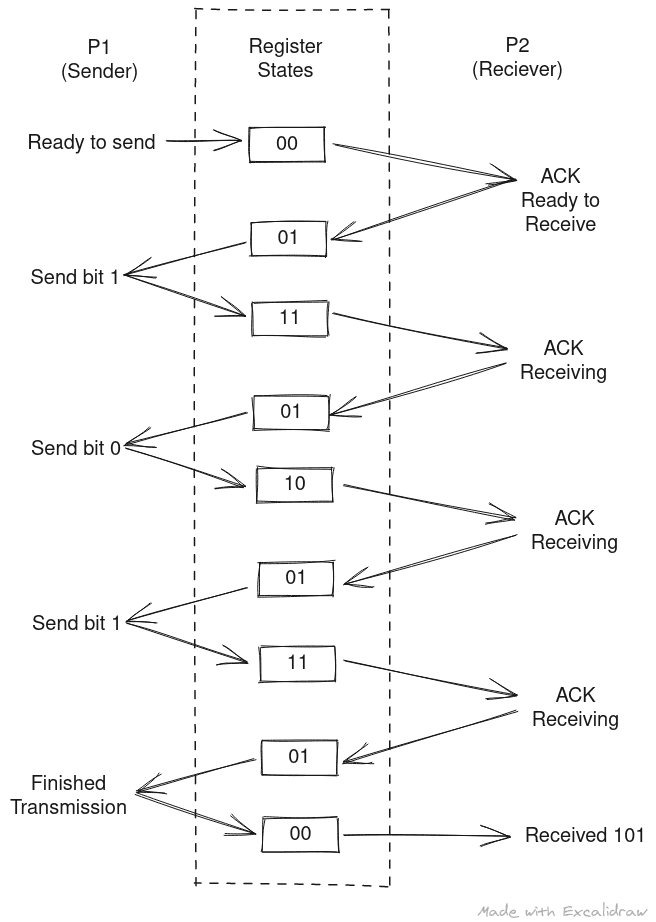 P1
(Sender)
Register
States
P2
(Reciever)
Ready to send
00
ACK
Ready to
Receive
01
Send bit 1
11
ACK
Receiving
01
Send bit 0
10
ACK
Receiving
01
Send bit 1
11
ACK
Receiving
01
Finished
Transmission
00
Received 101
Made with Excalidraw